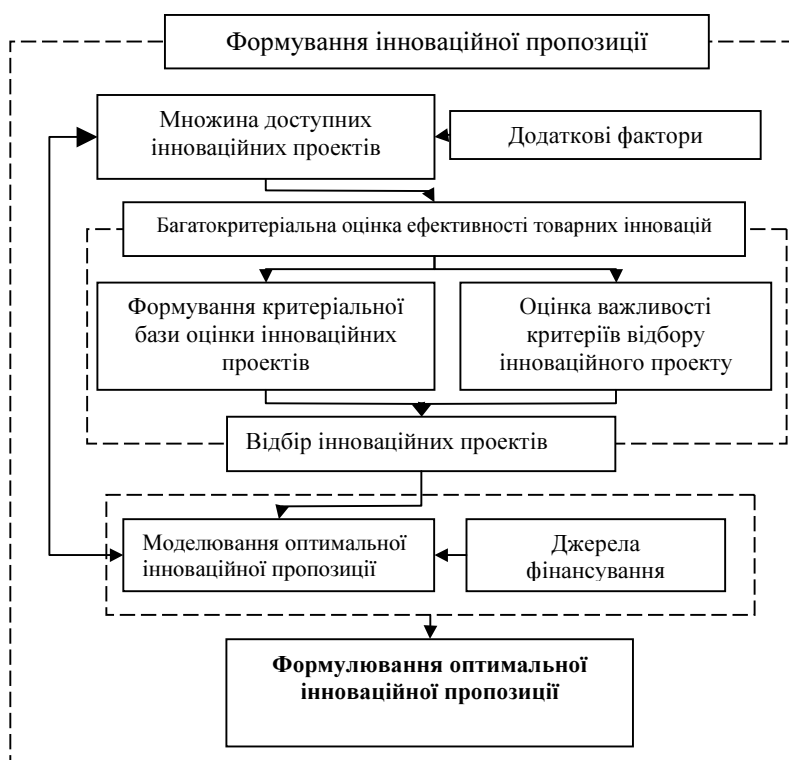 Формування інноваційної пропозиції
Множина доступних
інноваційних проектів
Додаткові фактори
Багатокритеріальна оцінка ефективності товарних інновацій
Формування критеріальної
бази оцінки інноваційних
проектів
Оцінка важливості
критеріїв відбору
інноваційного проекту
Відбір інноваційних проектів
Моделювання оптимальної
інноваційної пропозиції
Джерела
фінансування
Формулювання оптимальної
інноваційної пропозиції